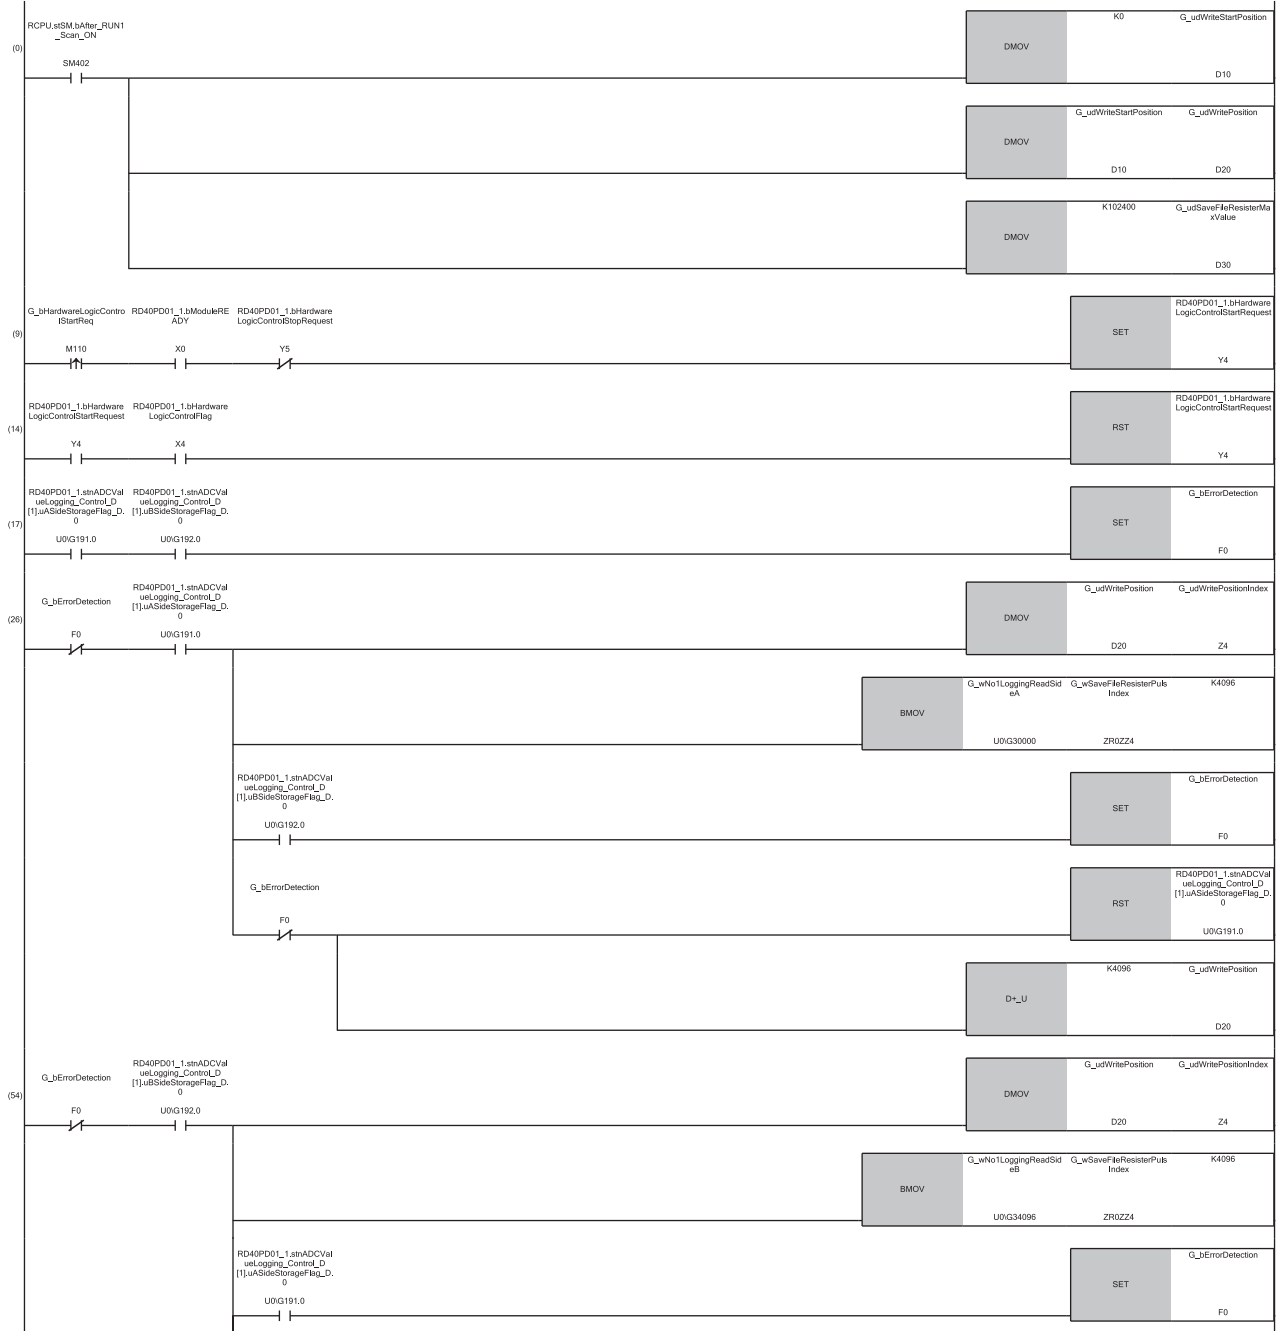 RCPU.stSM.bAfter_RUN1
_Scan_ON
(0)
SM402
DMOV
K0
G_udWriteStartPosition
D10
DMOV
G_udWriteStartPosition
G_udWritePosition
D10
D20
DMOV
K102400
G_udSaveFileResisterMa
xValue
D30
(9)
G_bHardwareLogicContro
lStartReq
RD40PD01_1.bModuleRE
ADY
RD40PD01_1.bHardware
LogicControlStopRequest
M110
X0
Y5
SET
RD40PD01_1.bHardware
LogicControlStartRequest
Y4
(14)
RD40PD01_1.bHardware
LogicControlStartRequest
RD40PD01_1.bHardware
LogicControlFlag
Y4
X4
RST
RD40PD01_1.bHardware
LogicControlStartRequest
Y4
(17)
RD40PD01_1.stnADCVal
ueLogging_Control_D
[1].uASideStorageFlag_D.
0
RD40PD01_1.stnADCVal
ueLogging_Control_D
[1].uBSideStorageFlag_D.
0
U0\G191.0
U0\G192.0
SET
G_bErrorDetection
F0
(26)
G_bErrorDetection
RD40PD01_1.stnADCVal
ueLogging_Control_D
[1].uASideStorageFlag_D.
0
F0
U0\G191.0
DMOV
G_udWritePosition
G_udWritePositionIndex
D20
Z4
BMOV
G_wNo1LoggingReadSid
eA
G_wSaveFileResisterPuls
Index
K4096
U0\G30000
ZR0ZZ4
RD40PD01_1.stnADCVal
ueLogging_Control_D
[1].uBSideStorageFlag_D.
0
U0\G192.0
SET
G_bErrorDetection
F0
G_bErrorDetection
F0
RST
RD40PD01_1.stnADCVal
ueLogging_Control_D
[1].uASideStorageFlag_D.
0
U0\G191.0
D+_U
K4096
G_udWritePosition
D20
(54)
G_bErrorDetection
RD40PD01_1.stnADCVal
ueLogging_Control_D
[1].uBSideStorageFlag_D.
0
F0
U0\G192.0
DMOV
G_udWritePosition
G_udWritePositionIndex
D20
Z4
BMOV
G_wNo1LoggingReadSid
eB
G_wSaveFileResisterPuls
Index
K4096
U0\G34096
ZR0ZZ4
RD40PD01_1.stnADCVal
ueLogging_Control_D
[1].uASideStorageFlag_D.
0
U0\G191.0
SET
G_bErrorDetection
F0